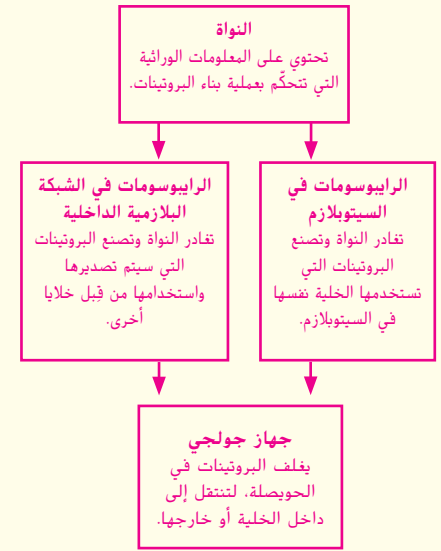 النواة
تحتوي على المعلومات الوراثية
التي تتحكّم بعملية بناء البروتينات.
الرايبوسومات في
السيتوبلازم
تغادر النواة وتصنع
البروتينات التي
تستخدمها الخلية نفسها
في السيتوبلازم.
الرايبوسومات في الشبكة
البلازمية الداخلية
تغادر النواة وتصنع البروتينات
التي سيتم تصديرها
واستخدامها من قِبل خلايا
أخرى.
جهاز جولجي
يغلف البروتينات في
الحويصلة، لتنتقل إلى
داخل الخلية أو خارجها.